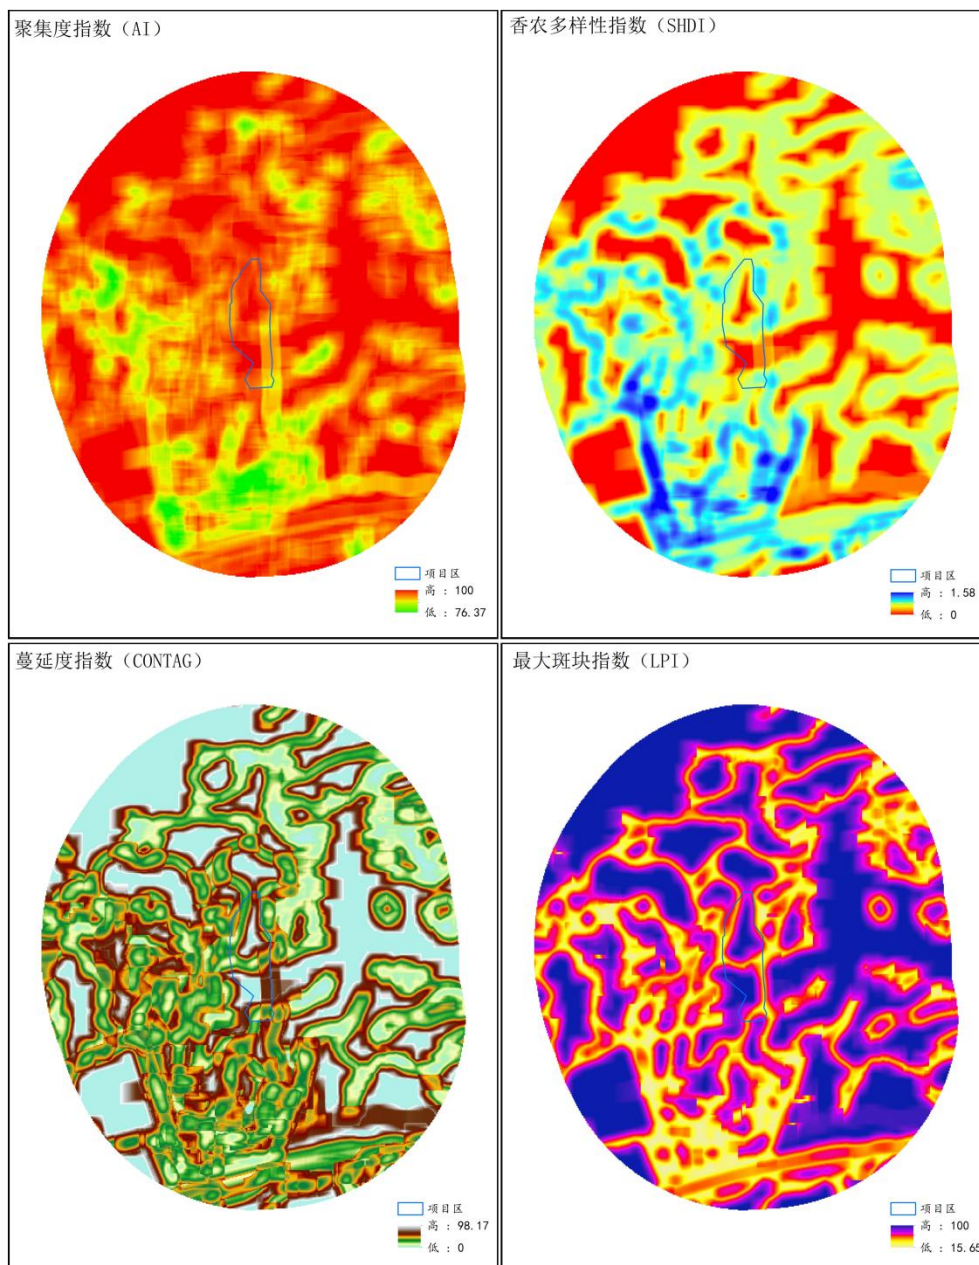 聚集度指数（AI）
项目区
高 : 100
低 : 76.37
香农多样性指数（SHDI）
项目区
高 : 1.58
低 : 0
蔓延度指数（CONTAG）
项目区
高 : 98.17
低 : 0
最大斑块指数（LPI）
项目区
高 : 100
低 : 15.65